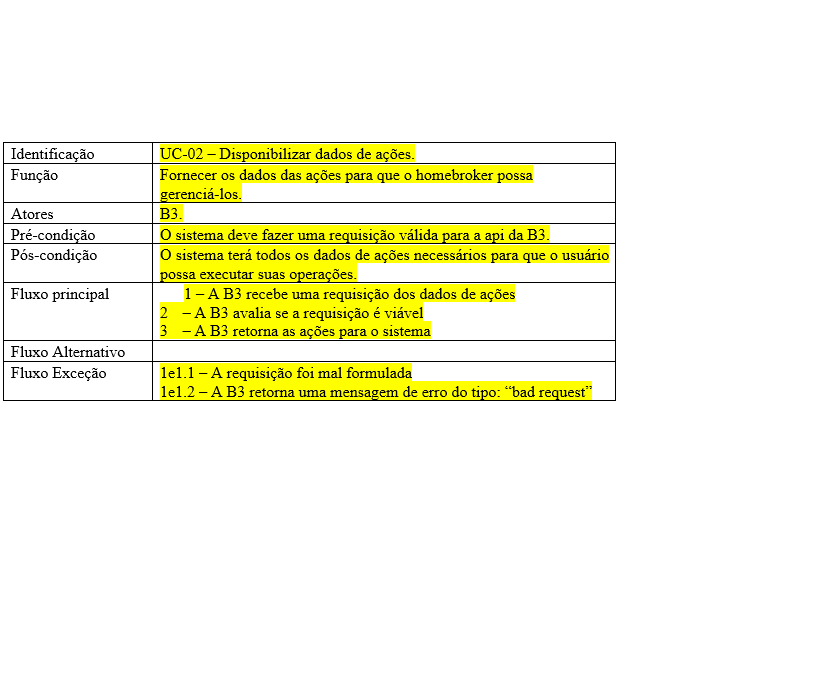 Identificação UC-02 – Disponibilizar dados de ações.
Função Fornecer os dados das ações para que o homebroker possa
gerenciá-los.
Atores B3.
Pré-condição O sistema deve fazer uma requisição válida para a api da B3.
Pós-condição O sistema terá todos os dados de ações necessários para que o usuário
possa executar suas operações.
Fluxo principal 1 – A B3 recebe uma requisição dos dados de ações
2 – A B3 avalia se a requisição é viável
3 – A B3 retorna as ações para o sistema
Fluxo Alternativo
Fluxo Exceção 1e1.1 – A requisição foi mal formulada
1e1.2 – A B3 retorna uma mensagem de erro do tipo: “bad request”